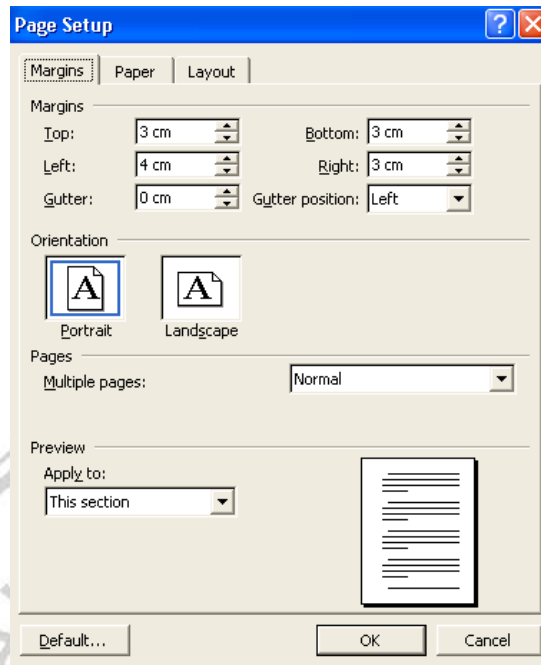 Page Setup
Margins Paper Layout
Margins
Top: 3 cm Bottom: 3 cm
Left: 4 cm Right: 3 cm
Gutter: 0 cm Gutter position: Left
Orientation
A A
Portrait Landscape
Pages
Multiple pages: Normal
Preview
Apply to:
This section
Default... OK Cancel